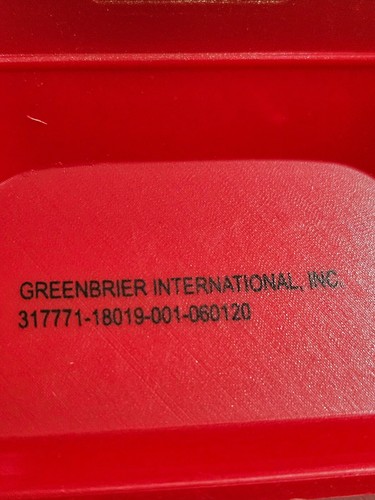 GREENBRIER INTERNATIONAL, INC.
317771-18019-001-060120